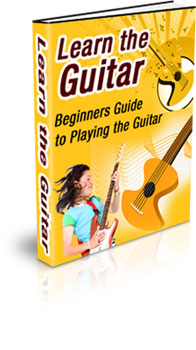 Learn the
Guitar
Beginners Guide
to Playing the Guitar
Learn the Guitar